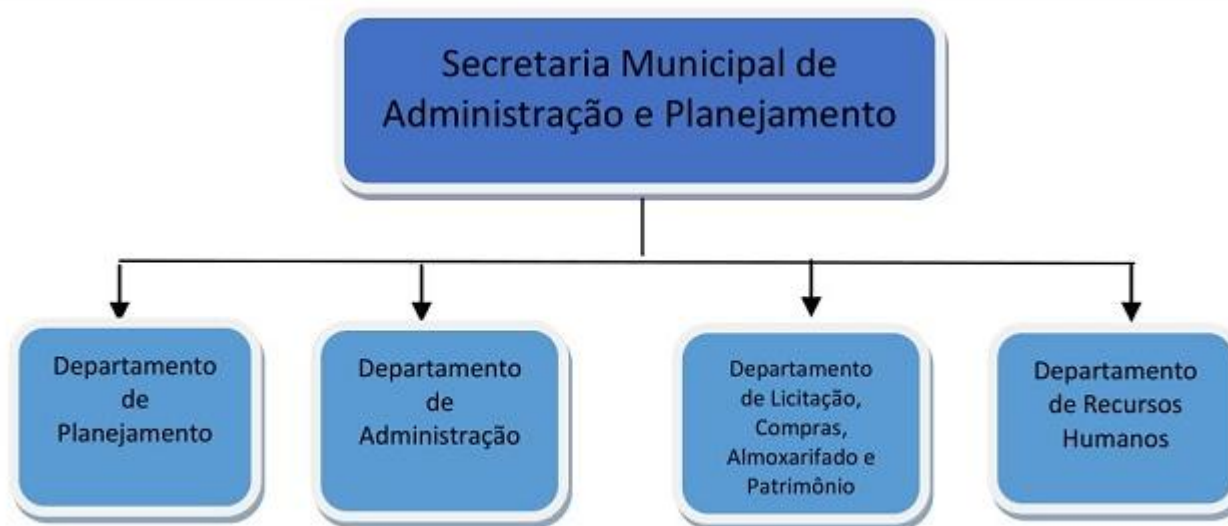 Secretaria Municipal de
Administração e Planejamento
Departamento
de
Planejamento
Departamento
de
Administração
Departamento
de Licitação,
Compras,
Almoxarifado e
Patrimônio
Departamento
de Recursos
Humanos